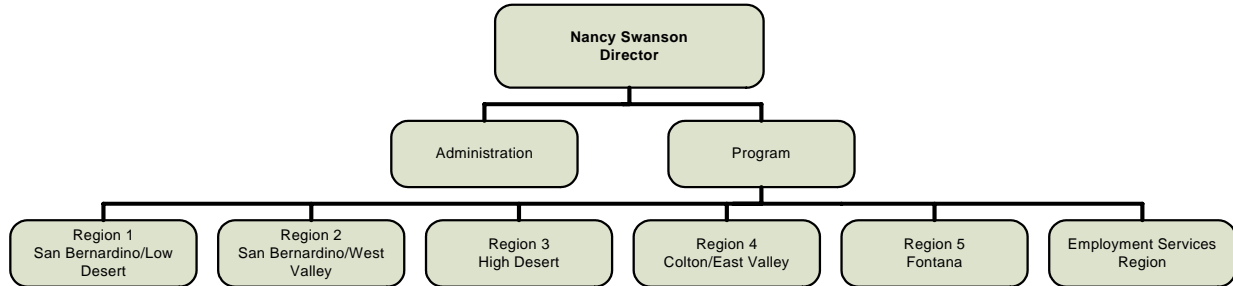 Nancy Swanson
Director
Administration
Program
Region 1
San Bernardino/Low
Desert
Region 2
San Bernardino/West
Valley
Region 3
High Desert
Region 4
Colton/East Valley
Region 5
Fontana
Employment Services
Region